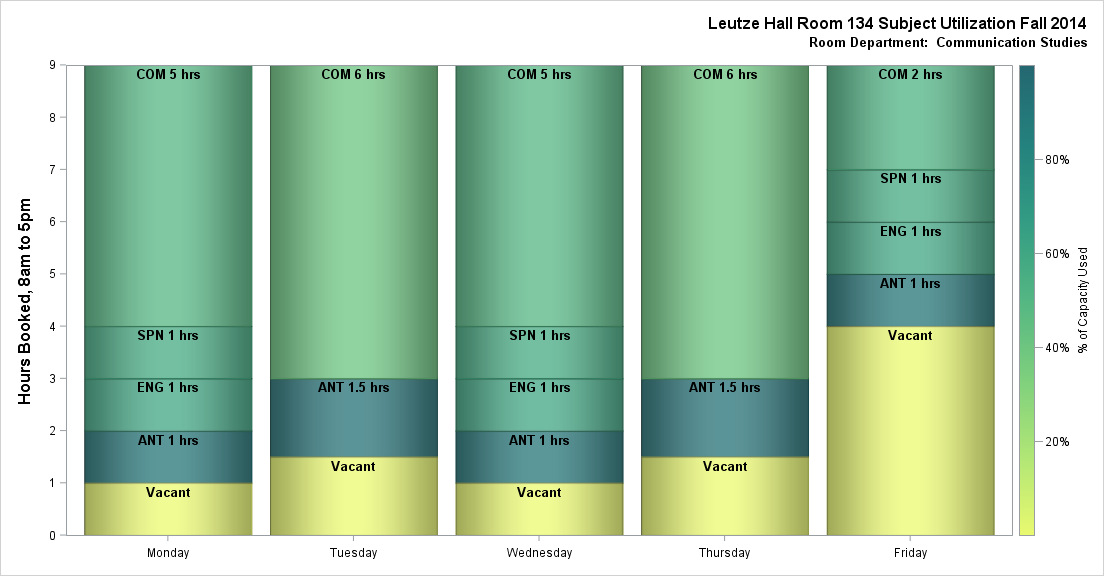 Leutze Hall Room 134 Subject Utilization Fall 2014
Room Department:  Communication Studies
Hours Booked, 8am to 5pm
9
8
7
6
5
4
3
2
1
0
COM 5 hrs
SPN 1 hrs
ENG 1 hrs
ANT 1 hrs
Vacant
Monday
COM 6 hrs
ANT 1.5 hrs
Vacant
Tuesday
COM 5 hrs
SPN 1 hrs
ENG 1 hrs
ANT 1 hrs
Vacant
Wednesday
COM 6 hrs
ANT 1.5 hrs
Vacant
Thursday
COM 2 hrs
SPN 1 hrs
ENG 1 hrs
ANT 1 hrs
Vacant
Friday
80%
60%
40%
20%
% of Capacity Used